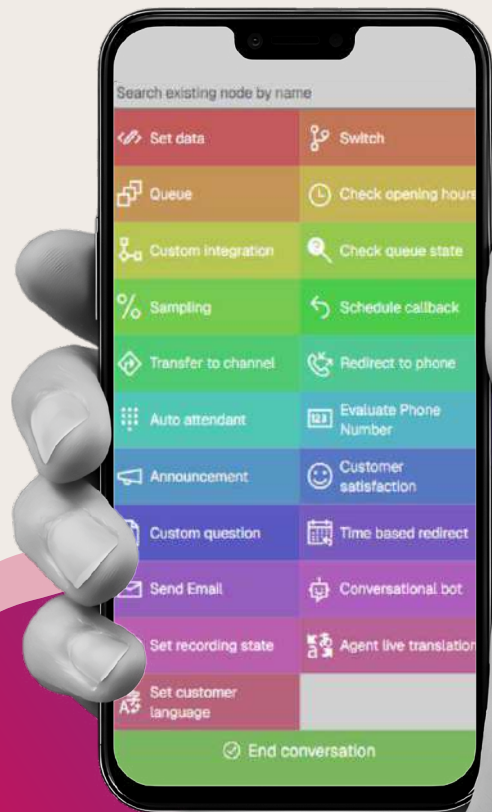 Search existing node by name
Set data
Switch
Queue
Check opening hours
Custom integration
Check queue state
Sampling
Schedule callback
Transfer to channel
Redirect to phone
Auto attendant
Evaluate Phone
Number
Announcement
Customer
satisfaction
Custom question
Time based redirect
Send Email
Conversational bot
Set recording state
Agent live translation
Set customer
language
End conversation